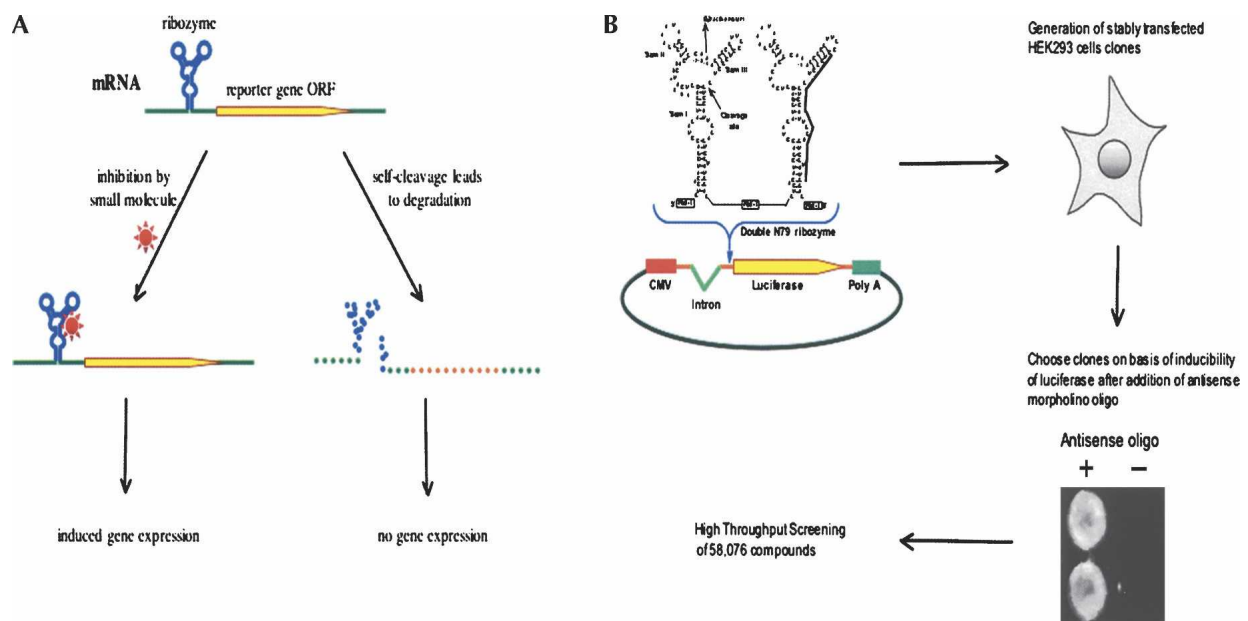 A
ribozyme
mRNA
reporter gene ORF
inhibition by
small molecule
self-cleavage leads
to degradation
induced gene expression
no gene expression
B
Stem II
Stem III
Stem I
Cleavage
site
5'
3'
Double N79 ribozyme
CMV
Intron
Luciferase
Poly A
Generation of stably transfected
HEK293 cells clones
Choose clones on basis of inducibility
of luciferase after addition of antisense
morpholino oligo
Antisense oligo
+ −
High Throughput Screening
of 58,076 compounds